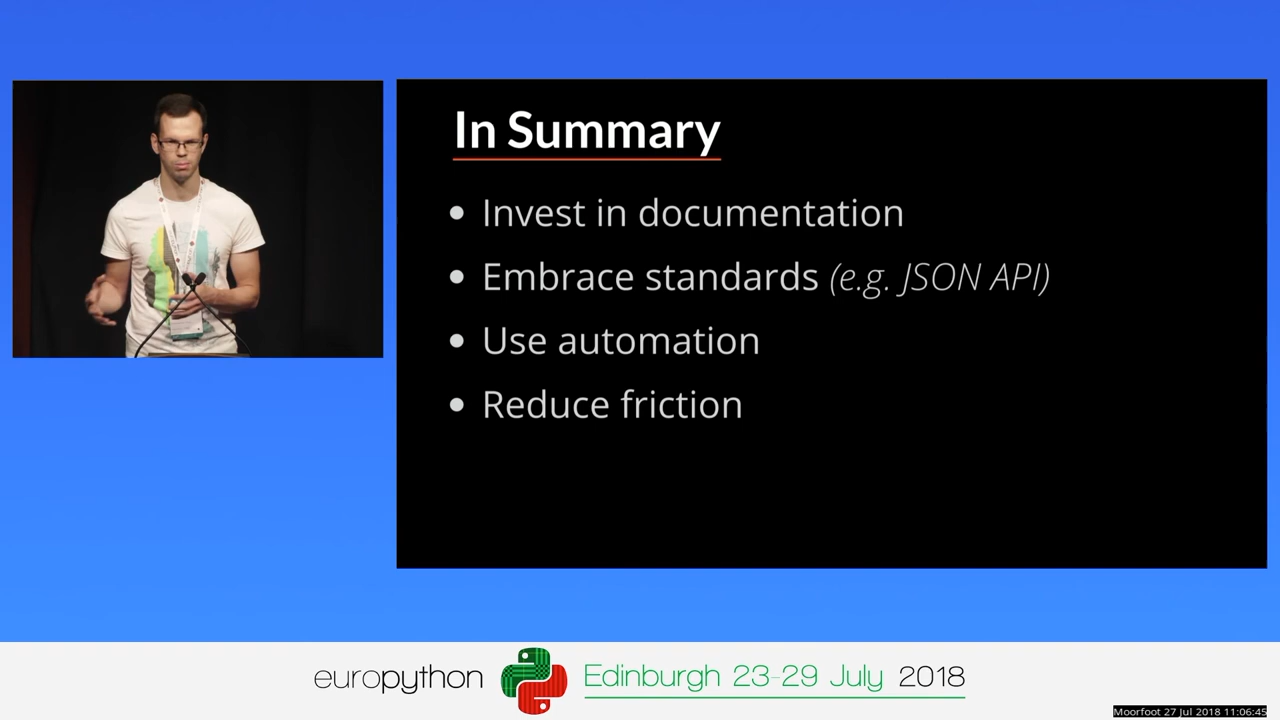 In Summary
Invest in documentation
Embrace standards (e.g. JSON API)
Use automation
Reduce friction
europython Edinburgh 23-29 July 2018
Moorfoot 27 Jul 2018 11:06:45